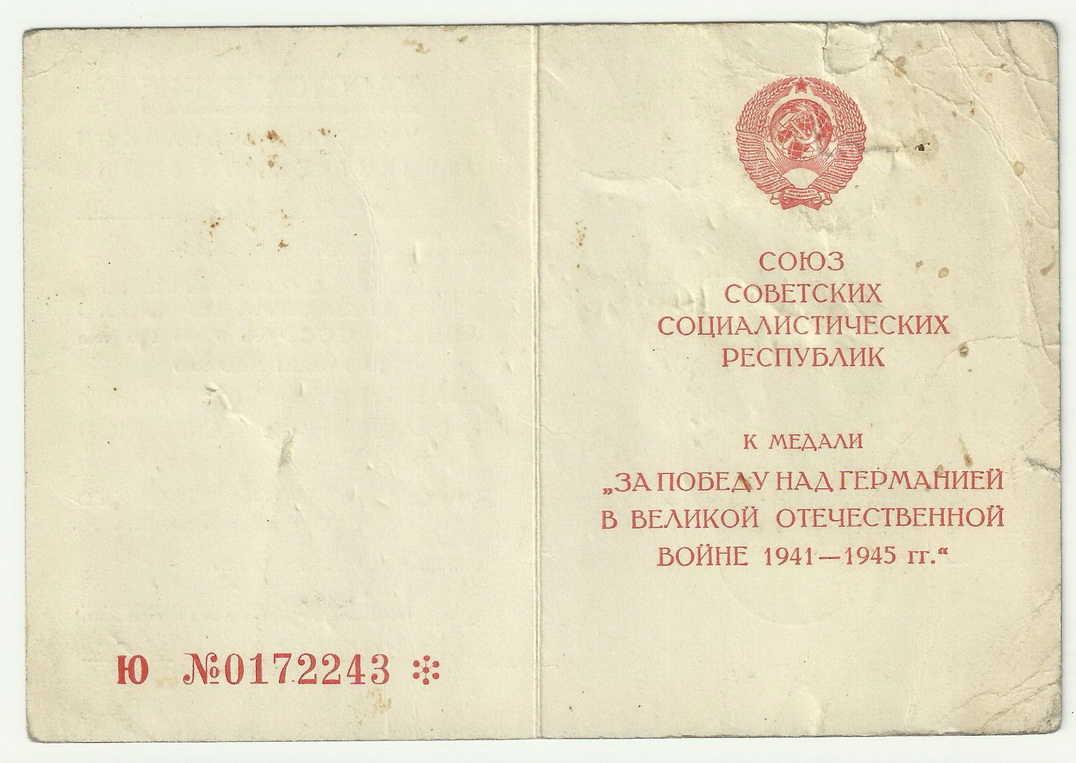 Ю №0172243
СОЮЗ
СОВЕТСКИХ
СОЦИАЛИСТИЧЕСКИХ
РЕСПУБЛИК
К МЕДАЛИ
„ЗА ПОБЕДУ НАД ГЕРМАНИЕЙ
В ВЕЛИКОЙ ОТЕЧЕСТВЕННОЙ
ВОЙНЕ 1941—1945 гг.“